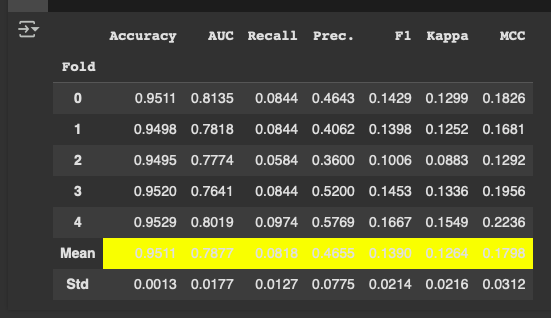 Accuracy AUC Recall Prec. F1 Kappa MCC
Fold
0 0.9511 0.8135 0.0844 0.4643 0.1429 0.1299 0.1826
1 0.9498 0.7818 0.0844 0.4062 0.1398 0.1252 0.1681
2 0.9495 0.7774 0.0584 0.3600 0.1006 0.0883 0.1292
3 0.9520 0.7641 0.0844 0.5200 0.1453 0.1336 0.1956
4 0.9529 0.8019 0.0974 0.5769 0.1667 0.1549 0.2236
Mean 0.9511 0.7877 0.0818 0.4655 0.1390 0.1264 0.1798
Std 0.0013 0.0177 0.0127 0.0775 0.0214 0.0216 0.0312